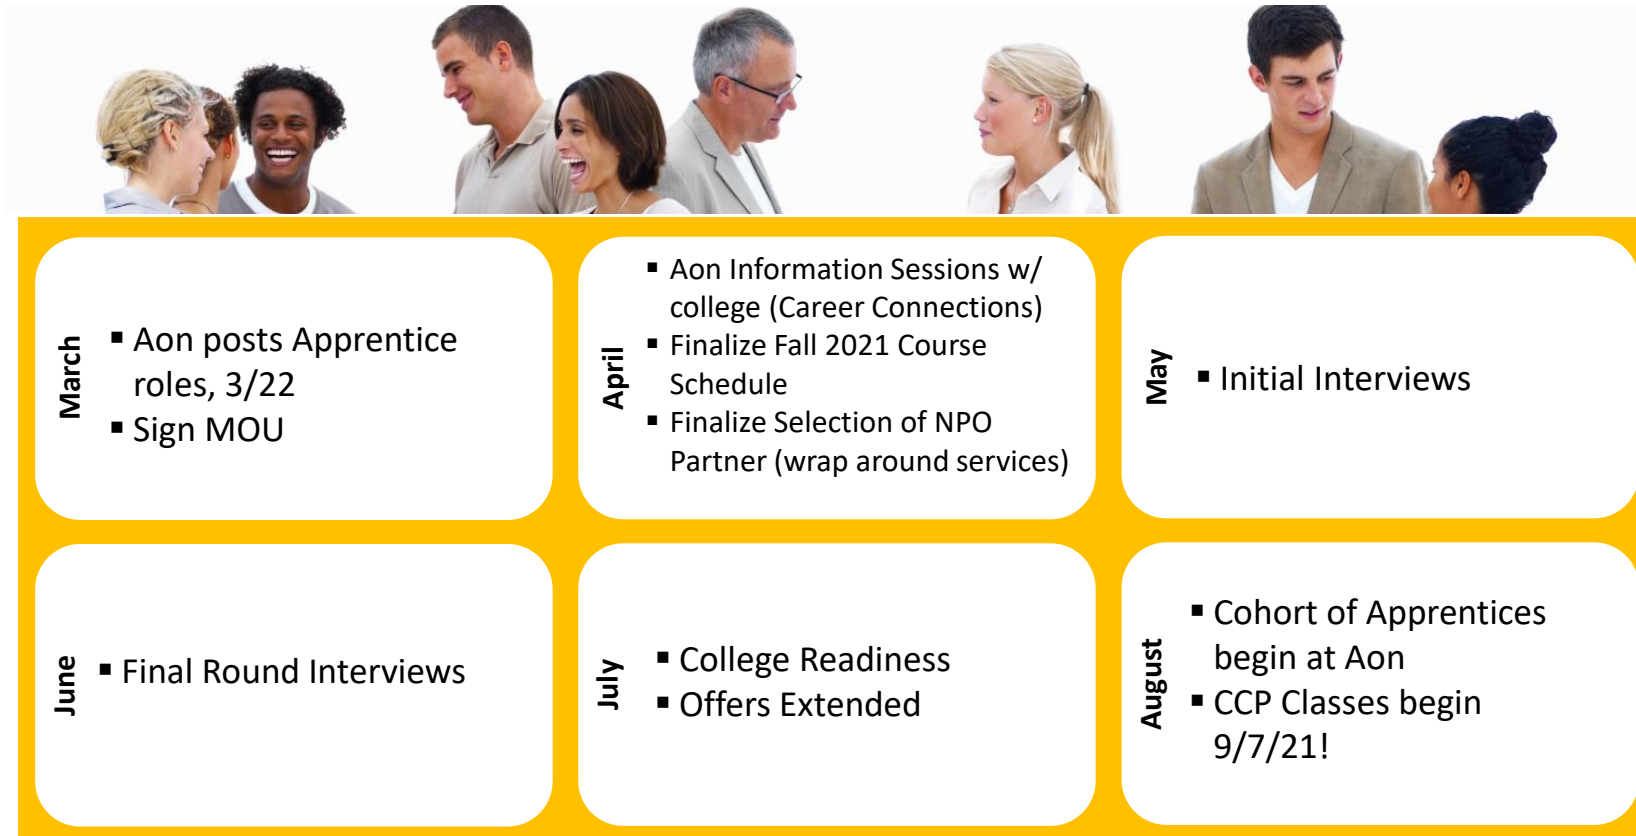 March
▪ Aon posts Apprentice
roles, 3/22
▪ Sign MOU
April
▪ Aon Information Sessions w/
college (Career Connections)
▪ Finalize Fall 2021 Course
Schedule
▪ Finalize Selection of NPO
Partner (wrap around services)
May
▪ Initial Interviews
June
▪ Final Round Interviews
July
▪ College Readiness
▪ Offers Extended
August
▪ Cohort of Apprentices
begin at Aon
▪ CCP Classes begin
9/7/21!